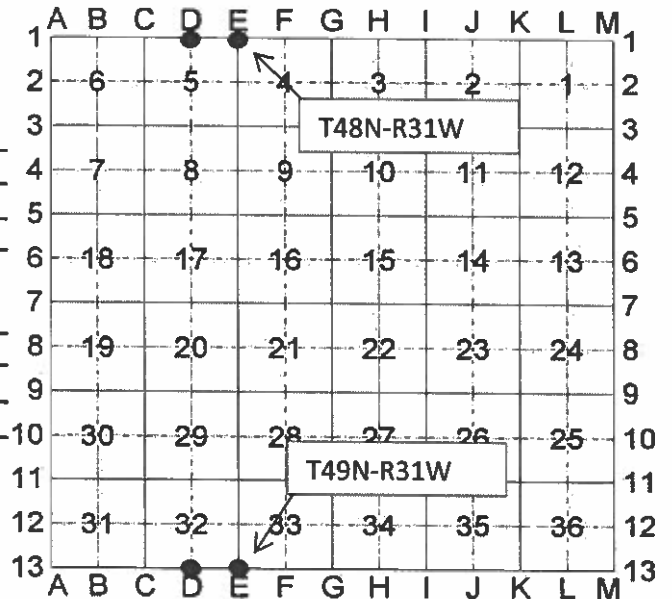 A B C D E F G H I J K L M
1 1
2 6 5 4 3 2 1 2
3 T48N-R31W 3
4 7 8 9 10 11 12 4
5 5
6 18 17 16 15 14 13 6
7 7
8 19 20 21 22 23 24 8
9 9
10 30 29 28 27 26 25 10
11 T49N-R31W 11
12 31 32 33 34 35 36 12
13 13
A B C D E F G H I J K L M